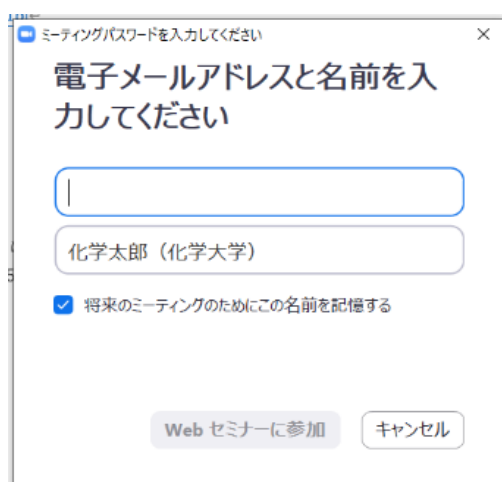 ミーティングパスワードを入力してください
電子メールアドレスと名前を入
力してください
化学太郎（化学大学）
将来のミーティングのためにこの名前を記憶する
Web セミナーに参加 キャンセル